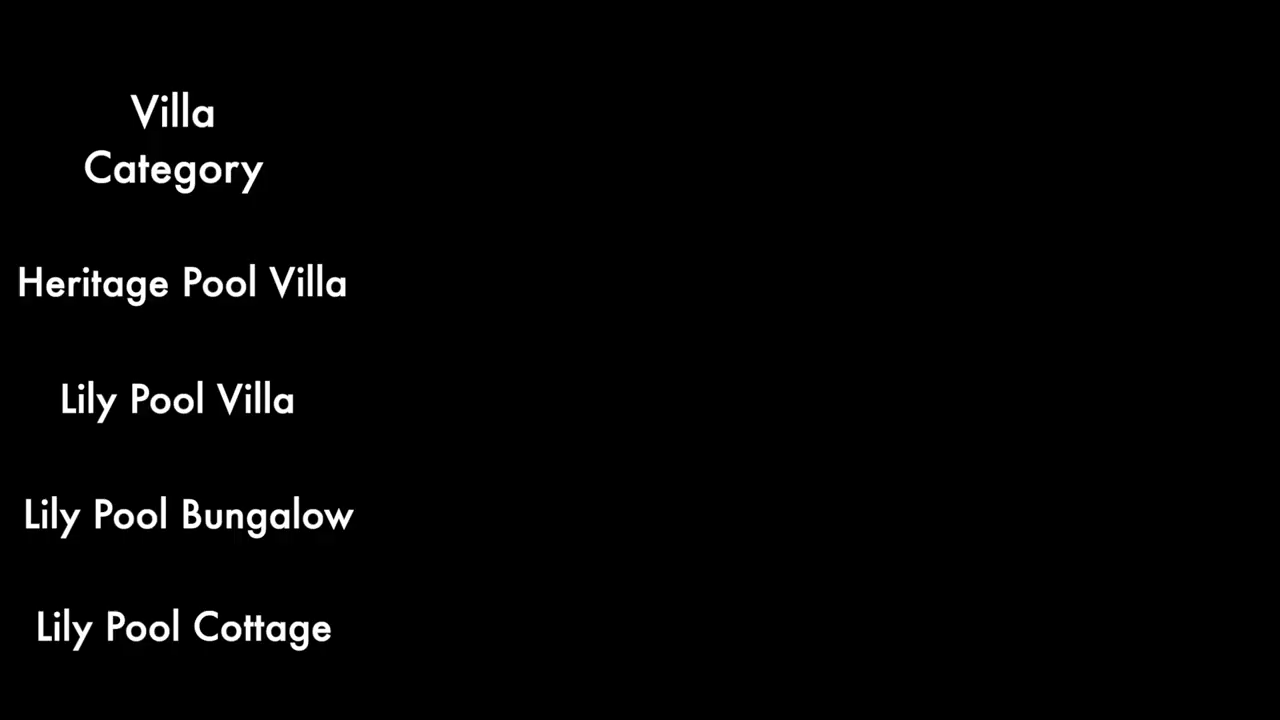 Villa
Category
Heritage Pool Villa
Lily Pool Villa
Lily Pool Bungalow
Lily Pool Cottage